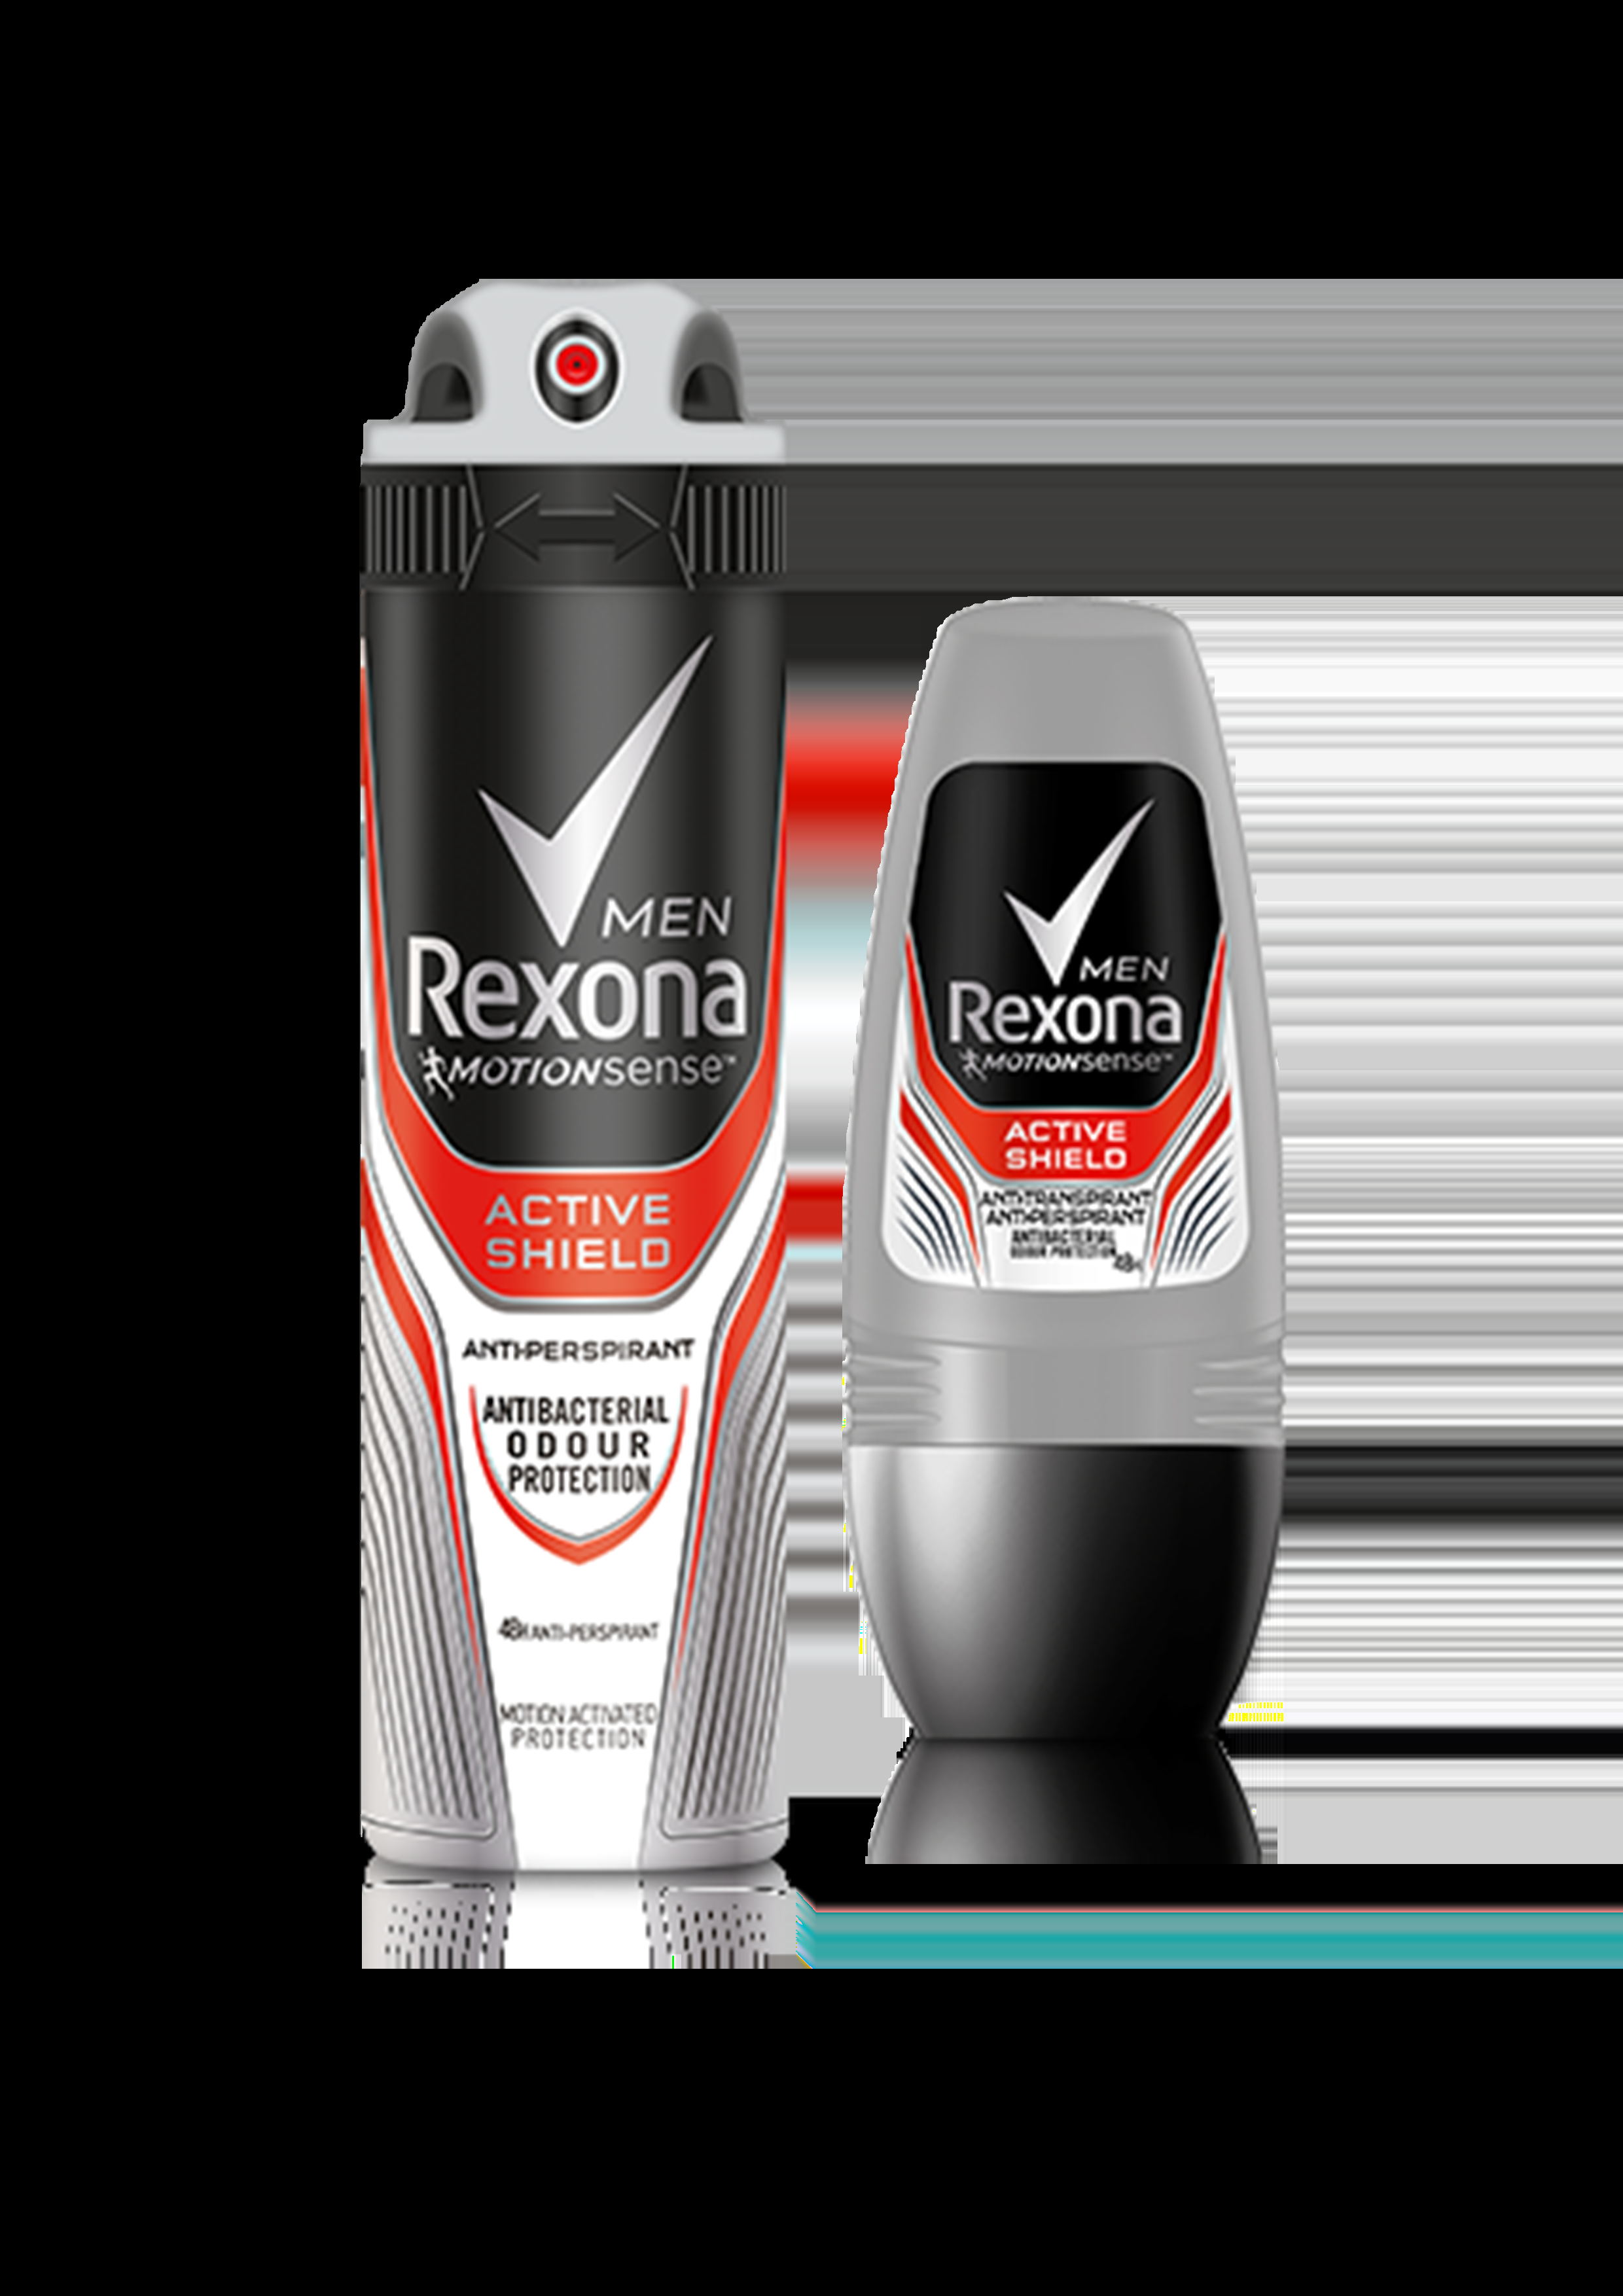 MEN
Rexona
MOTIONsense™
ACTIVE
SHIELD
ANTI-PERSPIRANT
ANTIBACTERIAL
ODOUR
PROTECTION
48h ANTI-PERSPIRANT
MOTION ACTIVATED
PROTECTION
MEN
Rexona
MOTIONsense™
ACTIVE
SHIELD
ANTI-TRANSPIRANT
ANTI-PERSPIRANT
ANTIBACTERIAL
ODOUR PROTECTION
48h